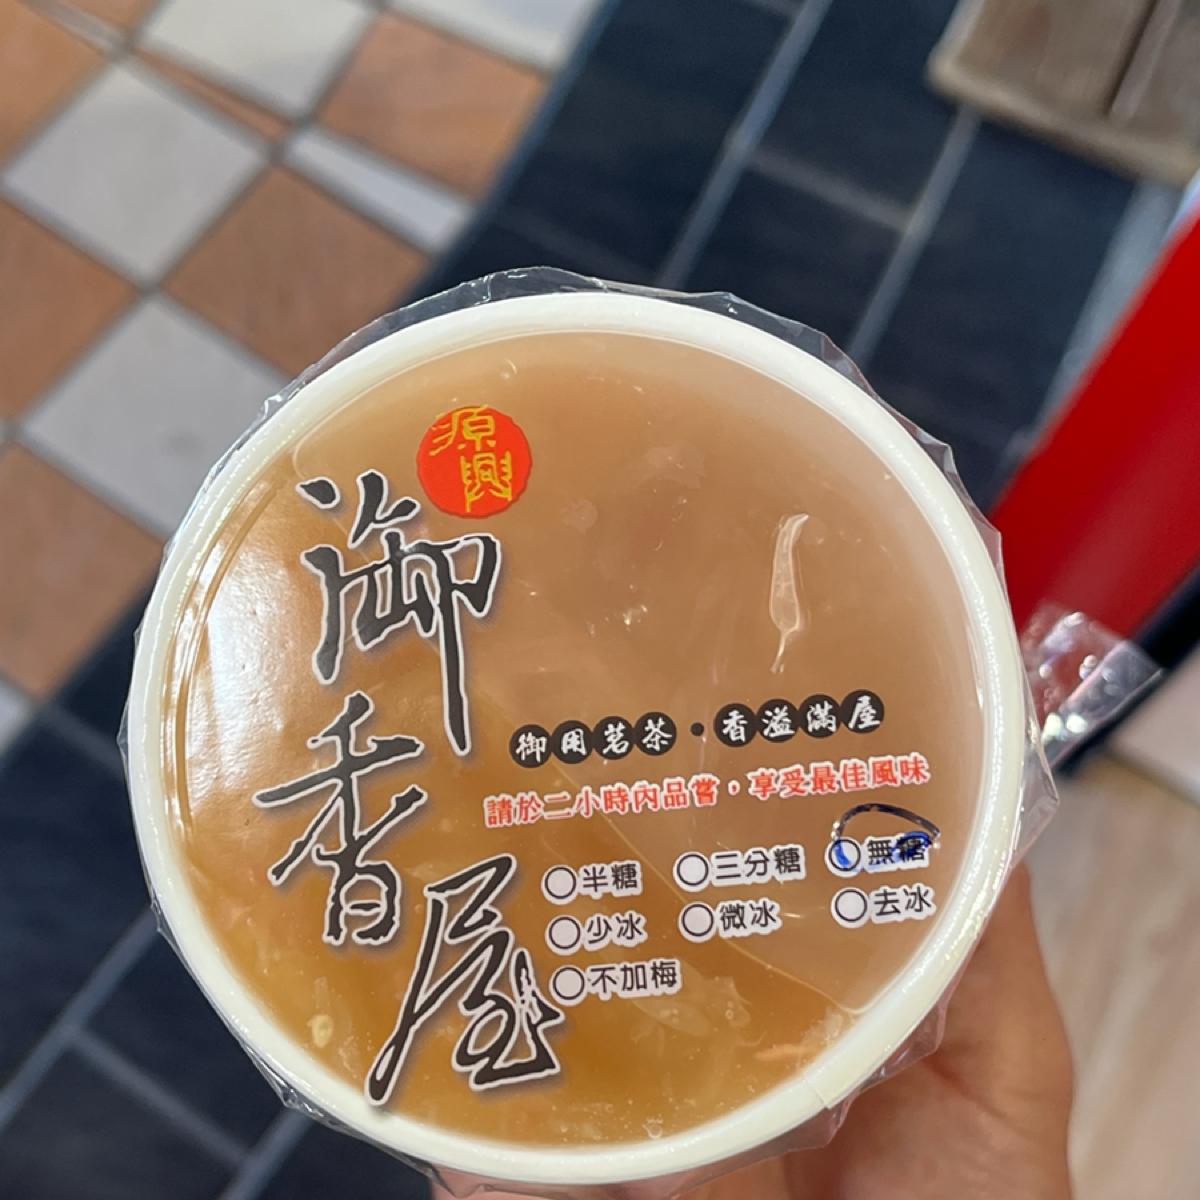 源興
御香屋
御用茗茶·香溢滿屋
請於二小時內品嘗,享受最佳風味
○半糖 ○三分糖 ○無糖
○少冰 ○微冰 ○去冰
○不加梅